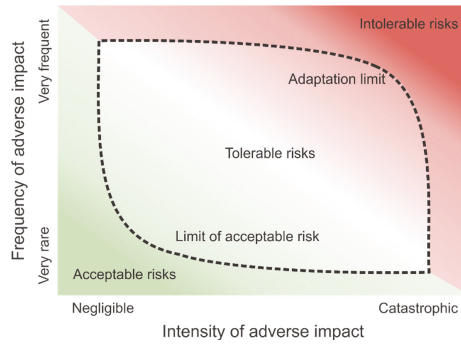 Intolerable risks
Adaptation limit
Tolerable risks
Limit of acceptable risk
Acceptable risks
Frequency of adverse impact
Very frequent
Very rare
Negligible
Catastrophic
Intensity of adverse impact